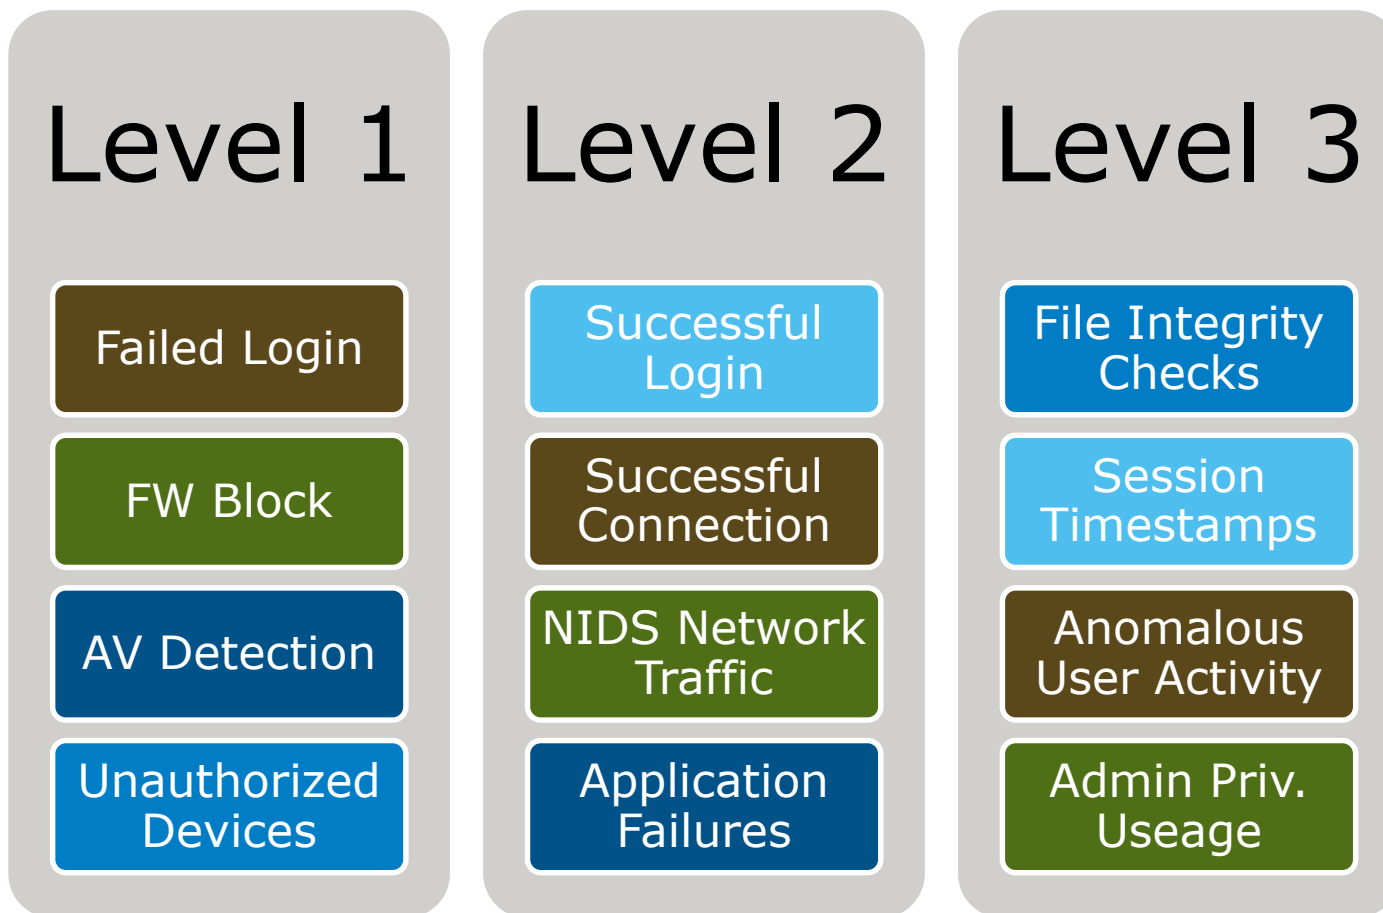 Level 1
Failed Login
FW Block
AV Detection
Unauthorized
Devices
Level 2
Successful
Login
Successful
Connection
NIDS Network
Traffic
Application
Failures
Level 3
File Integrity
Checks
Session
Timestamps
Anomalous
User Activity
Admin Priv.
Useage